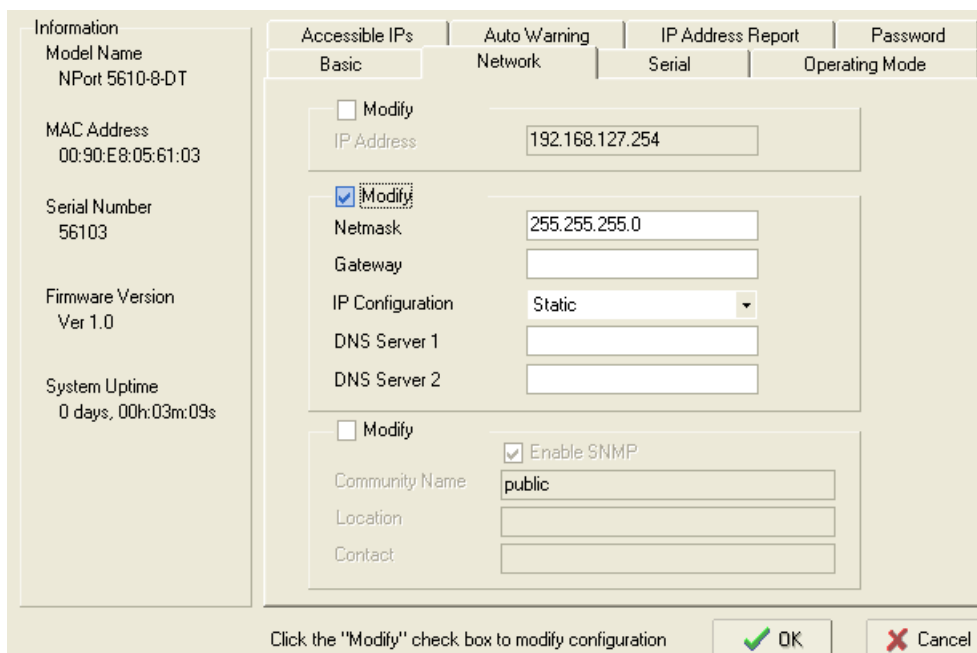 Information
Model Name
NPort 5610-8-DT
MAC Address
00:90:E8:05:61:03
Serial Number
56103
Firmware Version
Ver 1.0
System Uptime
0 days, 00h:03m:09s
Accessible IPs
Auto Warning
IP Address Report
Password
Basic
Network
Serial
Operating Mode
Modify
IP Address
192.168.127.254
Modify
Netmask
255.255.255.0
Gateway
IP Configuration
Static
DNS Server 1
DNS Server 2
Modify
Enable SNMP
Community Name
public
Location
Contact
Click the "Modify" check box to modify configuration
OK
Cancel